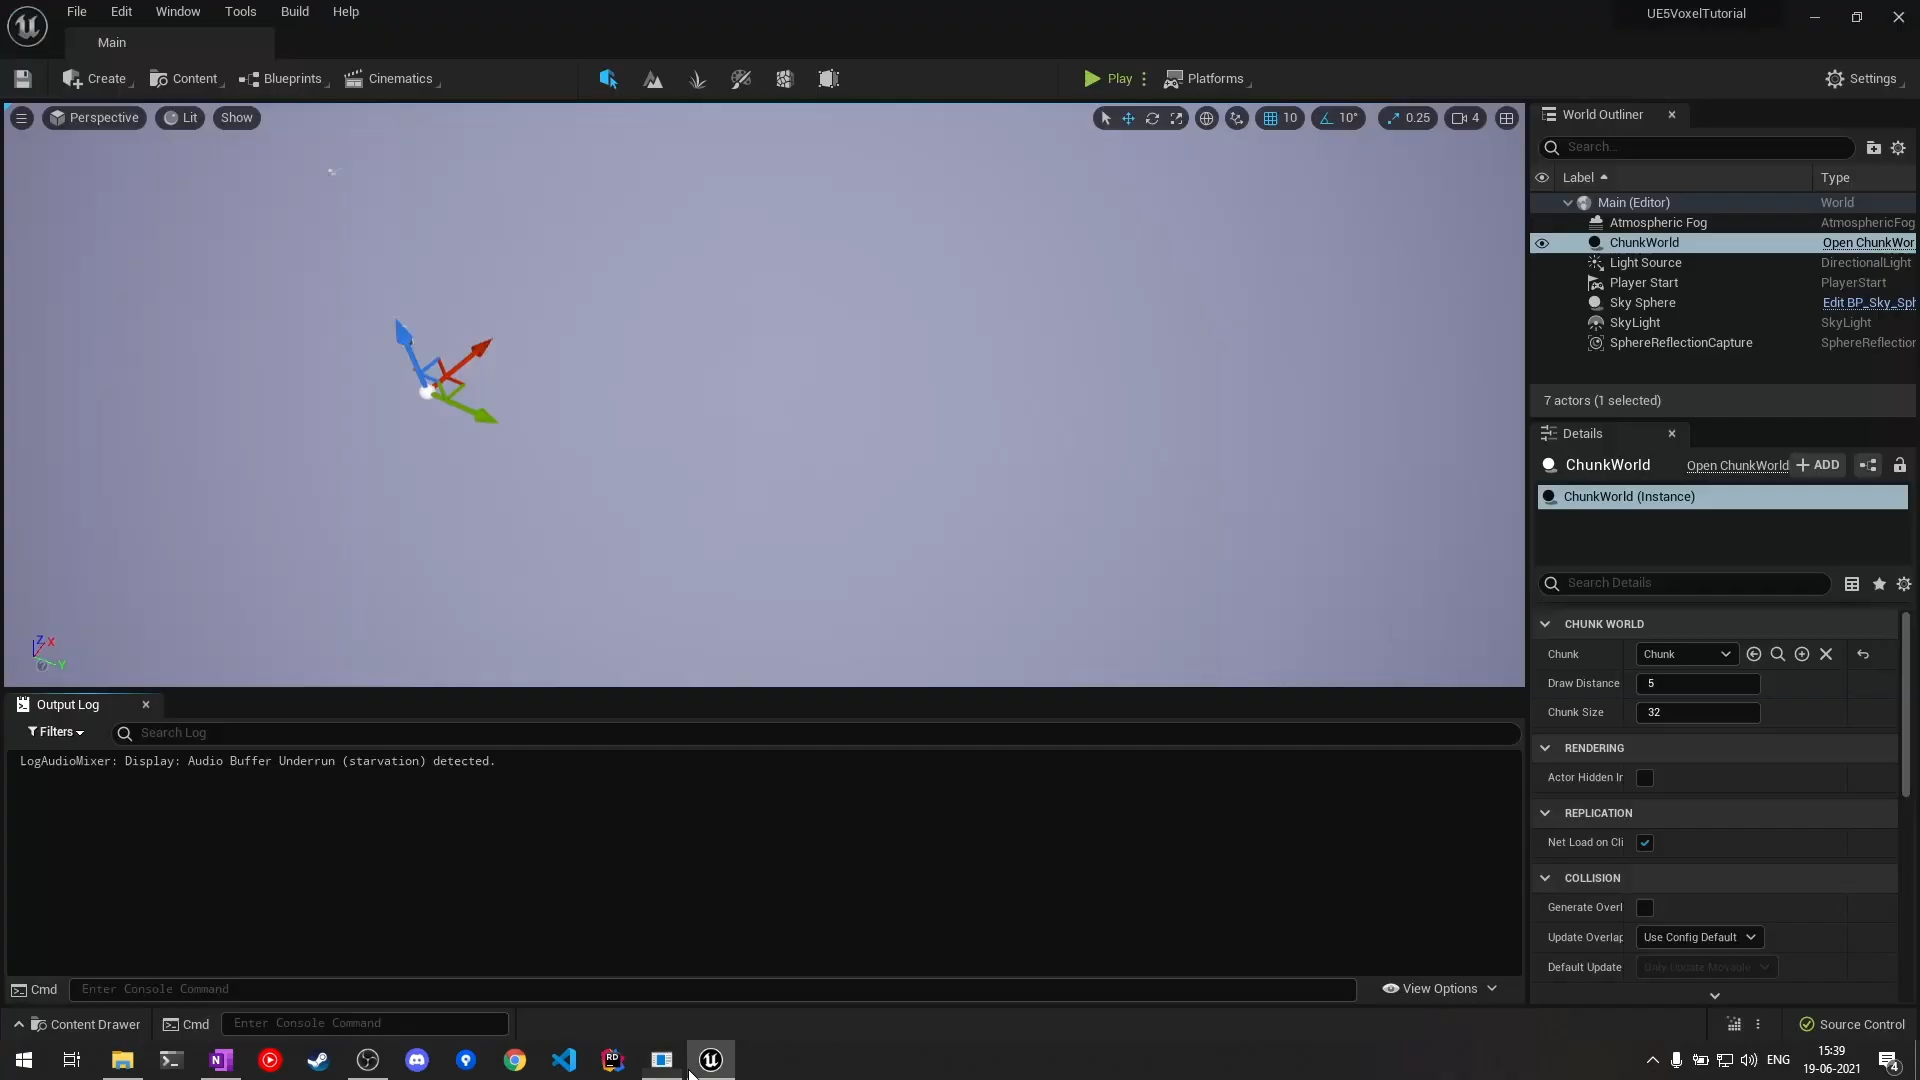 File Edit Window Tools Build Help
UE5VoxelTutorial
Main
Create Content Blueprints Cinematics Play Platforms Settings
Perspective Lit Show 10 10° 0.25 4
World Outliner
Search...
Label Type
Main (Editor) World
Atmospheric Fog AtmosphericFog
ChunkWorld Open ChunkWor
Light Source DirectionalLight
Player Start PlayerStart
Sky Sphere Edit BP_Sky_Sph
SkyLight SkyLight
SphereReflectionCapture SphereReflection
7 actors (1 selected)
Details
ChunkWorld Open ChunkWorld + ADD
ChunkWorld (Instance)
Search Details
CHUNK WORLD
Chunk Chunk
Draw Distance 5
Chunk Size 32
RENDERING
Actor Hidden Ir
REPLICATION
Net Load on Cli
COLLISION
Generate Overl
Update Overlap Use Config Default
Default Update Only Update Movable
Z X
Y
Output Log
Filters Search Log
LogAudioMixer: Display: Audio Buffer Underrun (starvation) detected.
Cmd Enter Console Command View Options
Content Drawer Cmd Enter Console Command Source Control
N RD ENG 15:39
19-06-2021 4